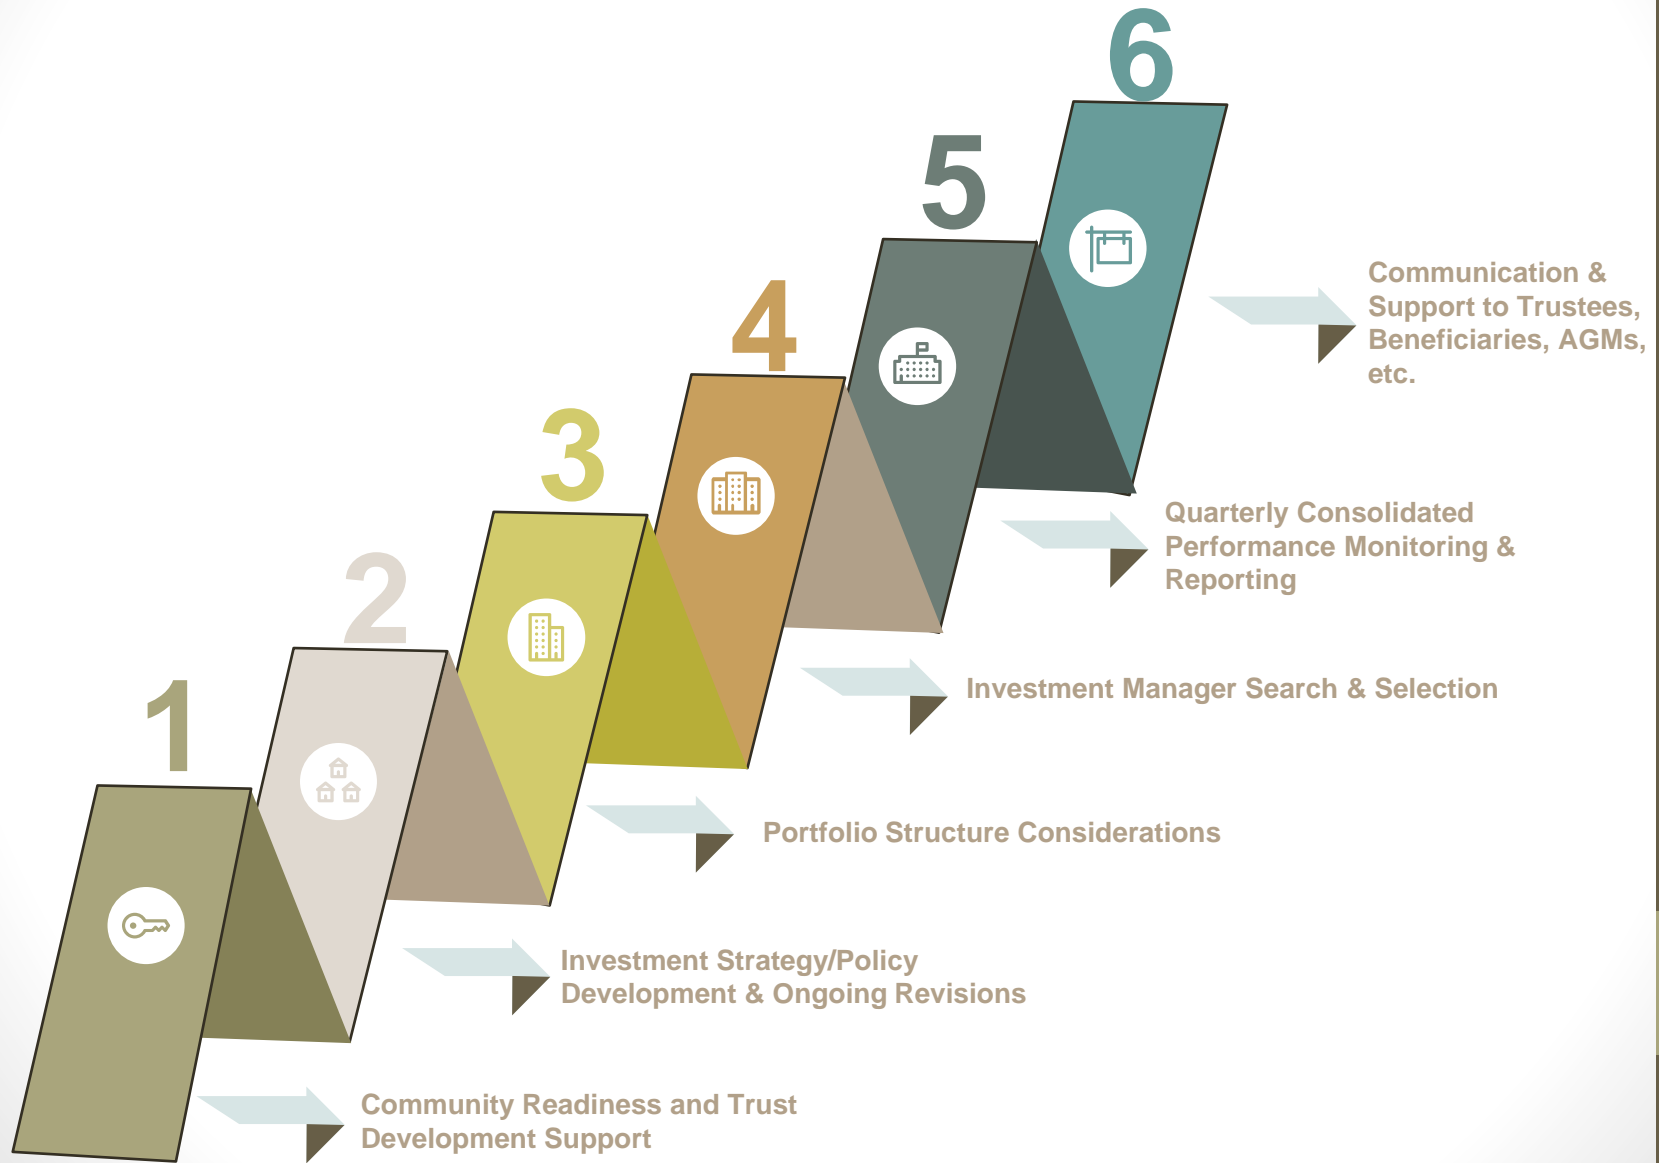 6
5
Communication &
Support to Trustees,
Beneficiaries, AGMs,
etc.
4
3
Quarterly Consolidated
Performance Monitoring &
Reporting
2
Investment Manager Search & Selection
1
Portfolio Structure Considerations
Investment Strategy/Policy
Development & Ongoing Revisions
Community Readiness and Trust
Development Support